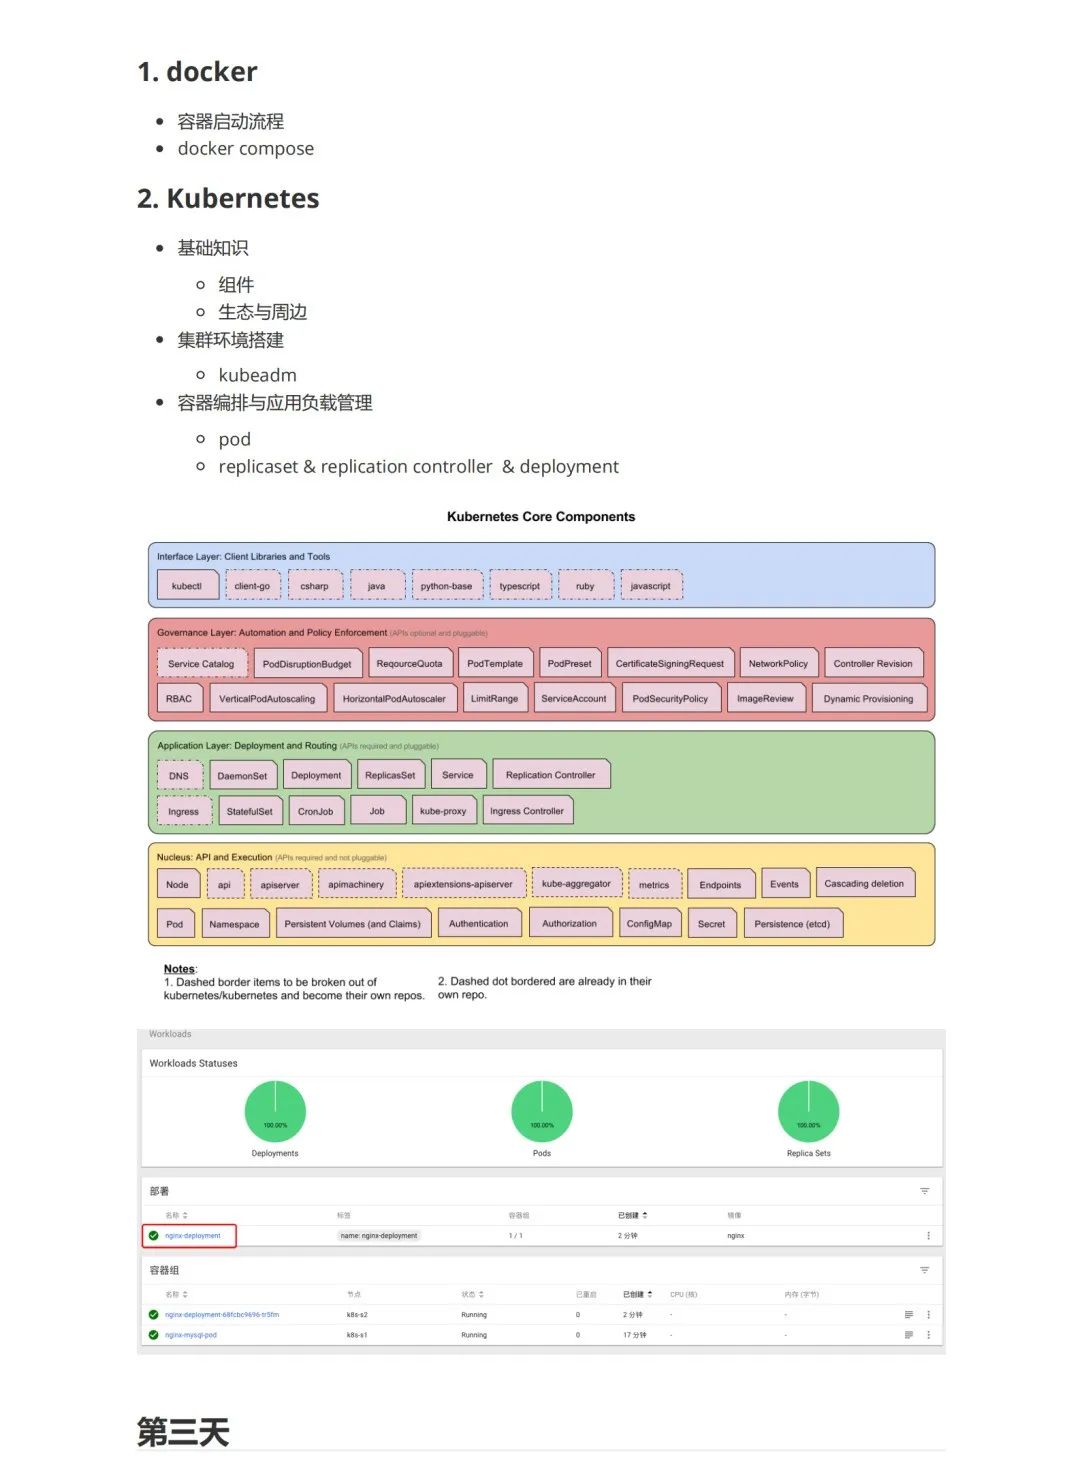 1. docker
容器启动流程
docker compose
2. Kubernetes
基础知识
组件
生态与周边
集群环境搭建
kubeadm
容器编排与应用负载管理
pod
replicaset & replication controller & deployment
Kubernetes Core Components
Interface Layer: Client Libraries and Tools
kubectl client-go csharp java python-base typescript ruby javascript
Governance Layer: Automation and Policy Enforcement (APIs optional and pluggable)
Service Catalog PodDisruptionBudget ReqourceQuota PodTemplate PodPreset CertificateSigningRequest NetworkPolicy Controller Revision
RBAC VerticalPodAutoscaling HorizontalPodAutoscaler LimitRange ServiceAccount PodSecurityPolicy ImageReview Dynamic Provisioning
Application Layer: Deployment and Routing (APIs required and pluggable)
DNS DaemonSet Deployment ReplicasSet Service Replication Controller
Ingress StatefulSet CronJob Job kube-proxy Ingress Controller
Nucleus: API and Execution (APIs required and not pluggable)
Node api apiserver apimachinery apiextensions-apiserver kube-aggregator metrics Endpoints Events Cascading deletion
Pod Namespace Persistent Volumes (and Claims) Authentication Authorization ConfigMap Secret Persistence (etcd)
Notes:
1. Dashed border items to be broken out of
kubernetes/kubernetes and become their own repos.
2. Dashed dot bordered are already in their
own repo.
Workloads
Workloads Statuses
100.00% 100.00% 100.00%
Deployments Pods Replica Sets
部署
名称 标签 容器组 已创建 镜像
nginx-deployment name: nginx-deployment 1 / 1 2 分钟 nginx
容器组
名称 节点 状态 已重启 已创建 CPU (核) 内存 (字节)
nginx-deployment-68fcbc9696-tr5fm k8s-s2 Running 0 2 分钟 - -
nginx-mysql-pod k8s-s1 Running 0 17 分钟 - -
第三天